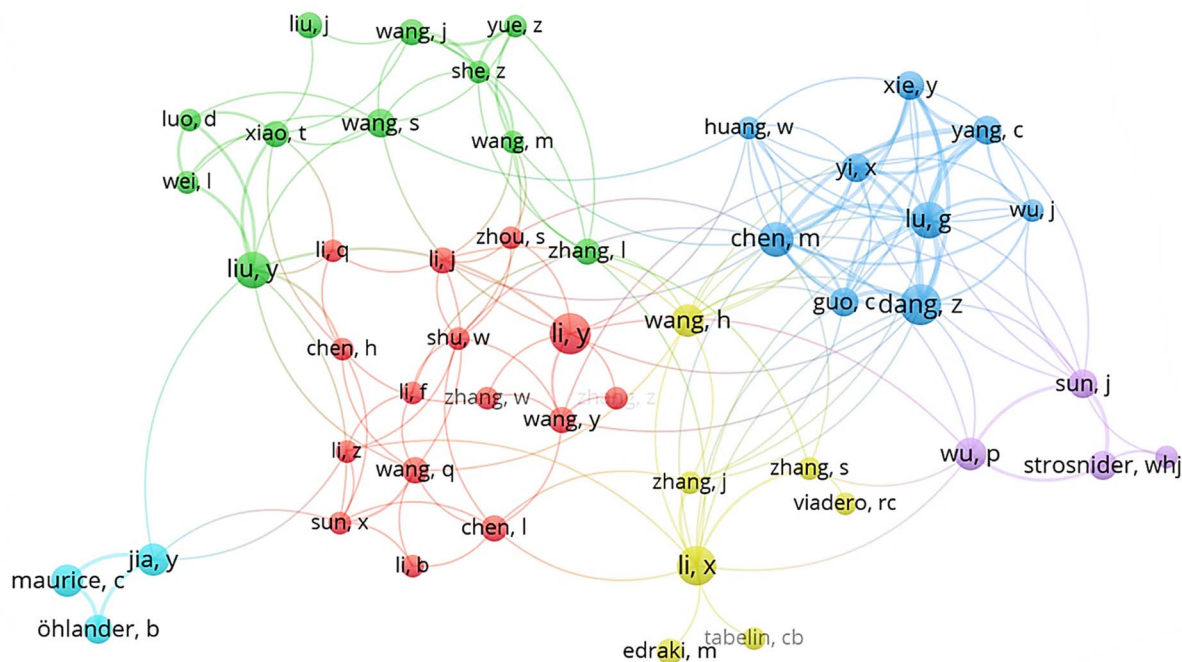 liu, j
wang, j
yue, z
she, z
xie, y
luo, d
xiao, t
wang, s
wang, m
huang, w
yang, c
wei, l
yi, x
lu, g
wu, j
li, q
li, j
zhou, s
zhang, l
chen, m
liu, y
guo, c
dang, z
wang, h
chen, h
shu, w
li, y
li, f
zhang, w
zhang, z
wang, y
sun, j
li, z
wang, q
zhang, j
zhang, s
wu, p
strosnider, whj
viadero, rc
sun, x
chen, l
jia, y
li, b
li, x
maurice, c
öhlander, b
edraki, m
tabelin, cb